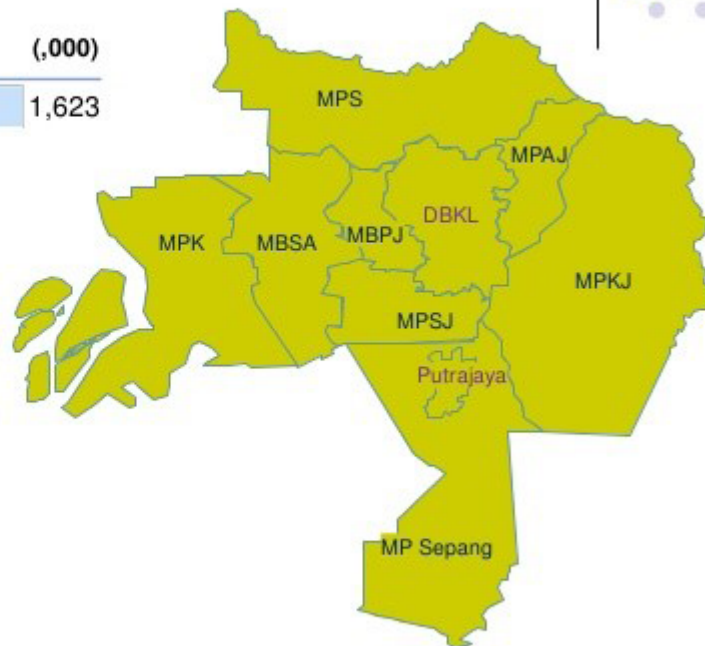 (,000)
1,623
MPS
MPAJ
DBKL
MPK
MBSA
MBPJ
MPKJ
MPSJ
Putrajaya
MP Sepang